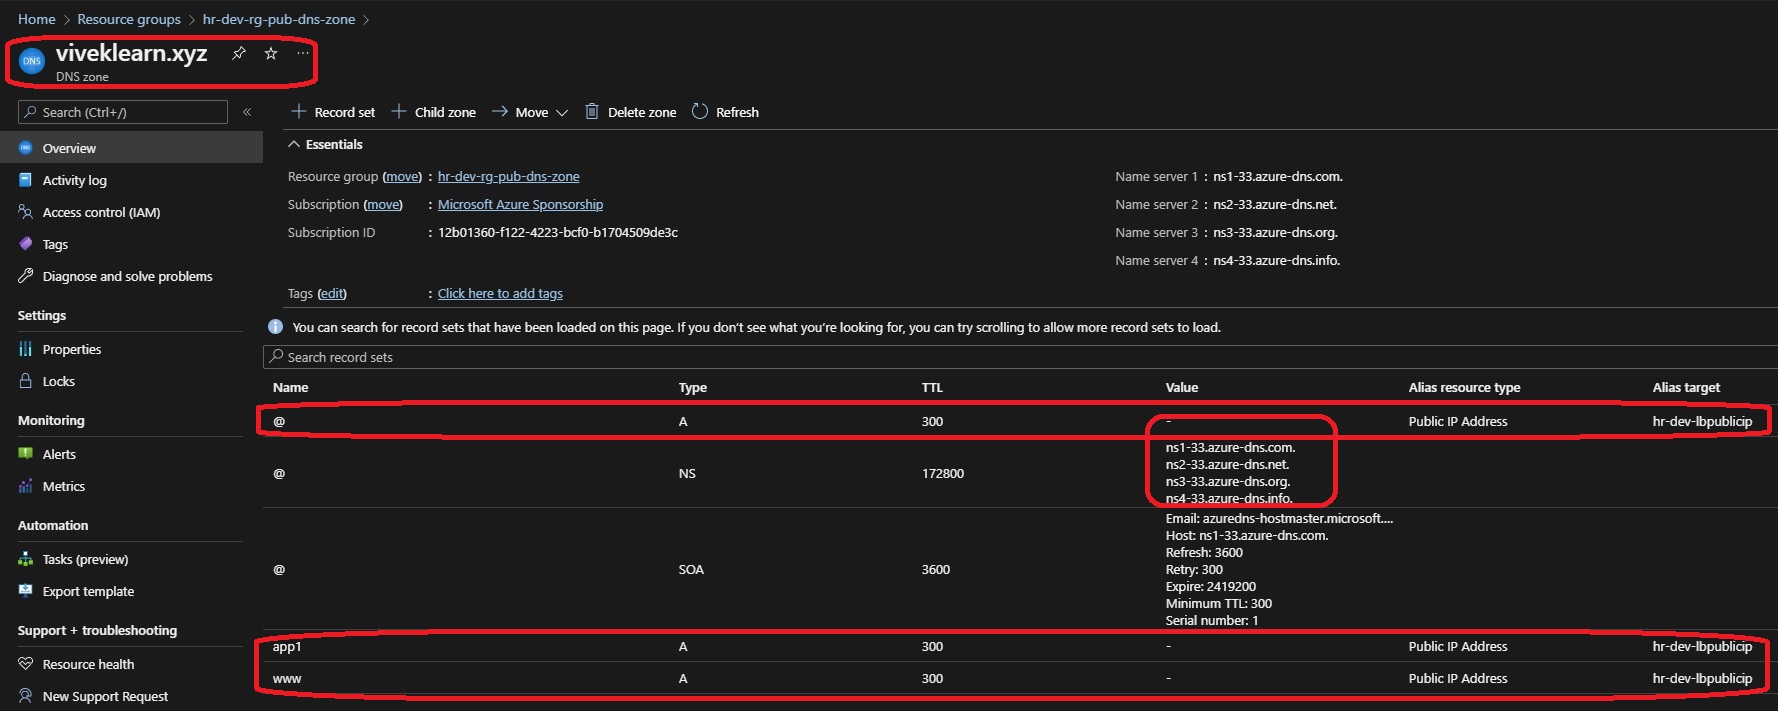 Home > Resource groups > hr-dev-rg-pub-dns-zone >
DNS
viveklearn.xyz ...
DNS zone
Search (Ctrl+/) «
Overview
Activity log
Access control (IAM)
Tags
Diagnose and solve problems
Settings
Properties
Locks
Monitoring
Alerts
Metrics
Automation
Tasks (preview)
Export template
Support + troubleshooting
Resource health
New Support Request
+ Record set + Child zone → Move Delete zone Refresh
Essentials
Resource group (move) : hr-dev-rg-pub-dns-zone
Subscription (move) : Microsoft Azure Sponsorship
Subscription ID : 12b01360-f122-4223-bcf0-b1704509de3c
Name server 1 : ns1-33.azure-dns.com.
Name server 2 : ns2-33.azure-dns.net.
Name server 3 : ns3-33.azure-dns.org.
Name server 4 : ns4-33.azure-dns.info.
Tags (edit) : Click here to add tags
You can search for record sets that have been loaded on this page. If you don't see what you're looking for, you can try scrolling to allow more record sets to load.
Search record sets
Name Type TTL Value Alias resource type Alias target
@ A 300 - Public IP Address hr-dev-lbpublicip
@ NS 172800 ns1-33.azure-dns.com.
ns2-33.azure-dns.net.
ns3-33.azure-dns.org.
ns4-33.azure-dns.info.
@ SOA 3600 Email: azuredns-hostmaster.microsoft....
Host: ns1-33.azure-dns.com.
Refresh: 3600
Retry: 300
Expire: 2419200
Minimum TTL: 300
Serial number: 1
app1 A 300 - Public IP Address hr-dev-lbpublicip
www A 300 - Public IP Address hr-dev-lbpublicip